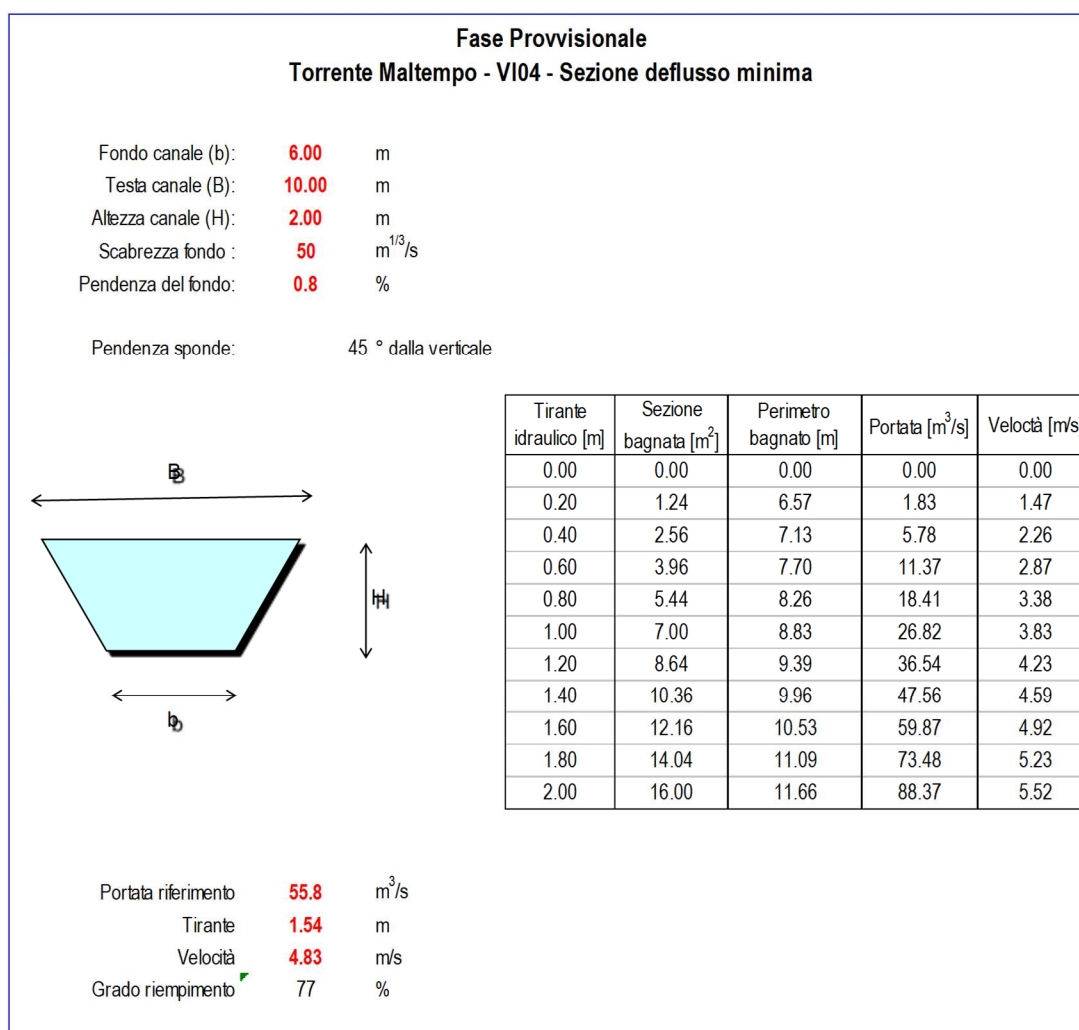 Fase Provvisionale
Torrente Maltempo - VI04 - Sezione deflusso minima
Fondo canale (b): 6.00 m
Testa canale (B): 10.00 m
Altezza canale (H): 2.00 m
Scabrezza fondo : 50 m^1/3/s
Pendenza del fondo: 0.8 %
Pendenza sponde: 45 ° dalla verticale
B
H
b
Tirante idraulico [m] Sezione bagnata [m²] Perimetro bagnato [m] Portata [m³/s] Veloctà [m/s
0.00 0.00 0.00 0.00 0.00
0.20 1.24 6.57 1.83 1.47
0.40 2.56 7.13 5.78 2.26
0.60 3.96 7.70 11.37 2.87
0.80 5.44 8.26 18.41 3.38
1.00 7.00 8.83 26.82 3.83
1.20 8.64 9.39 36.54 4.23
1.40 10.36 9.96 47.56 4.59
1.60 12.16 10.53 59.87 4.92
1.80 14.04 11.09 73.48 5.23
2.00 16.00 11.66 88.37 5.52
Portata riferimento 55.8 m³/s
Tirante 1.54 m
Velocità 4.83 m/s
Grado riempimento 77 %